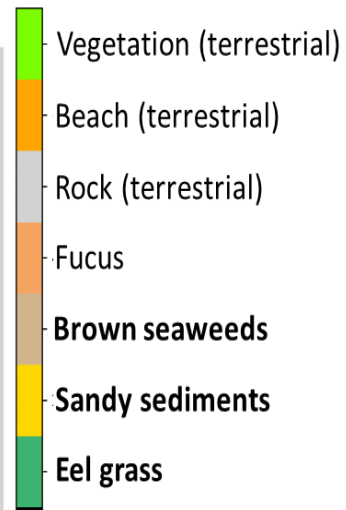 Vegetation (terrestrial)
Beach (terrestrial)
Rock (terrestrial)
Fucus
Brown seaweeds
Sandy sediments
Eel grass